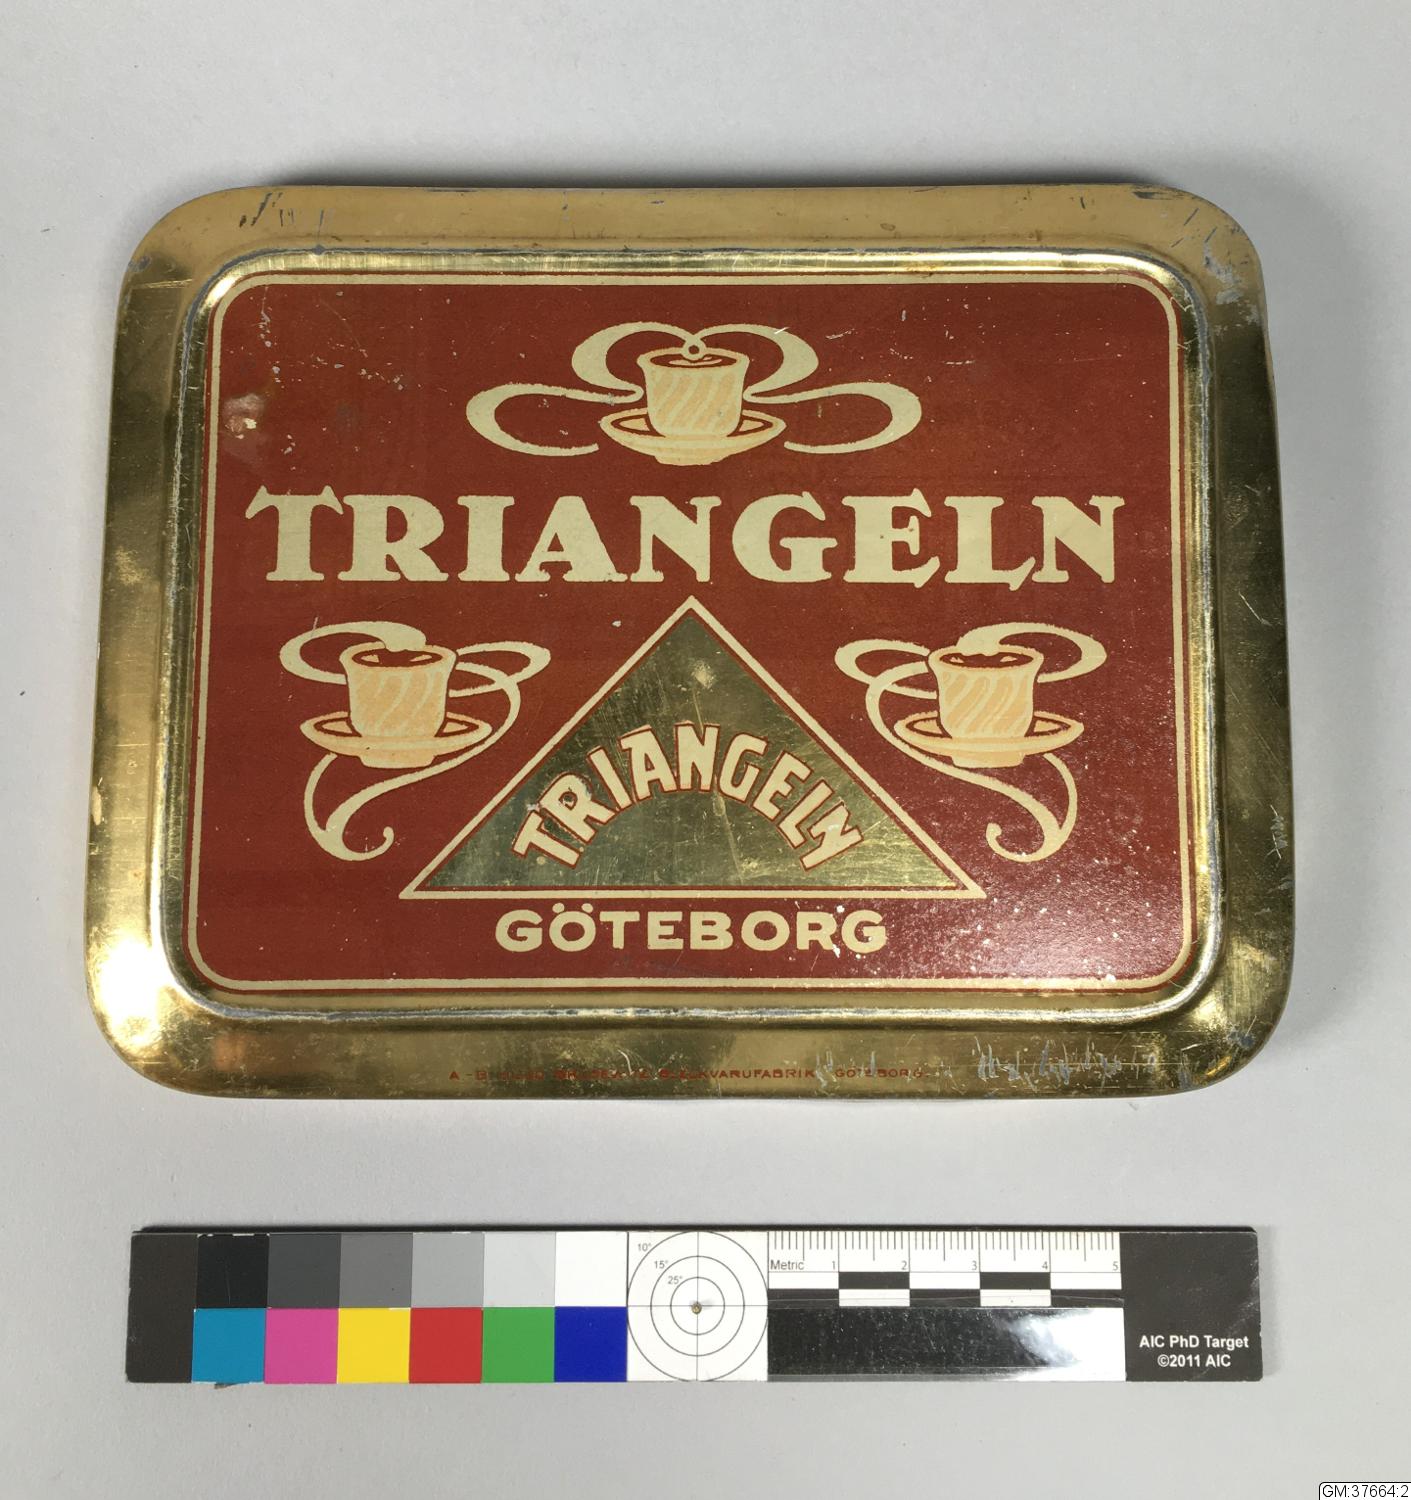 TRIANGELN
TRIANGELN
GÖTEBORG
A-B BLECKVARUFABRIK GÖTEBORG
10°
15°
25°
Metric 1 2 3 4 5
AIC PhD Target
©2011 AIC
GM:37664:2